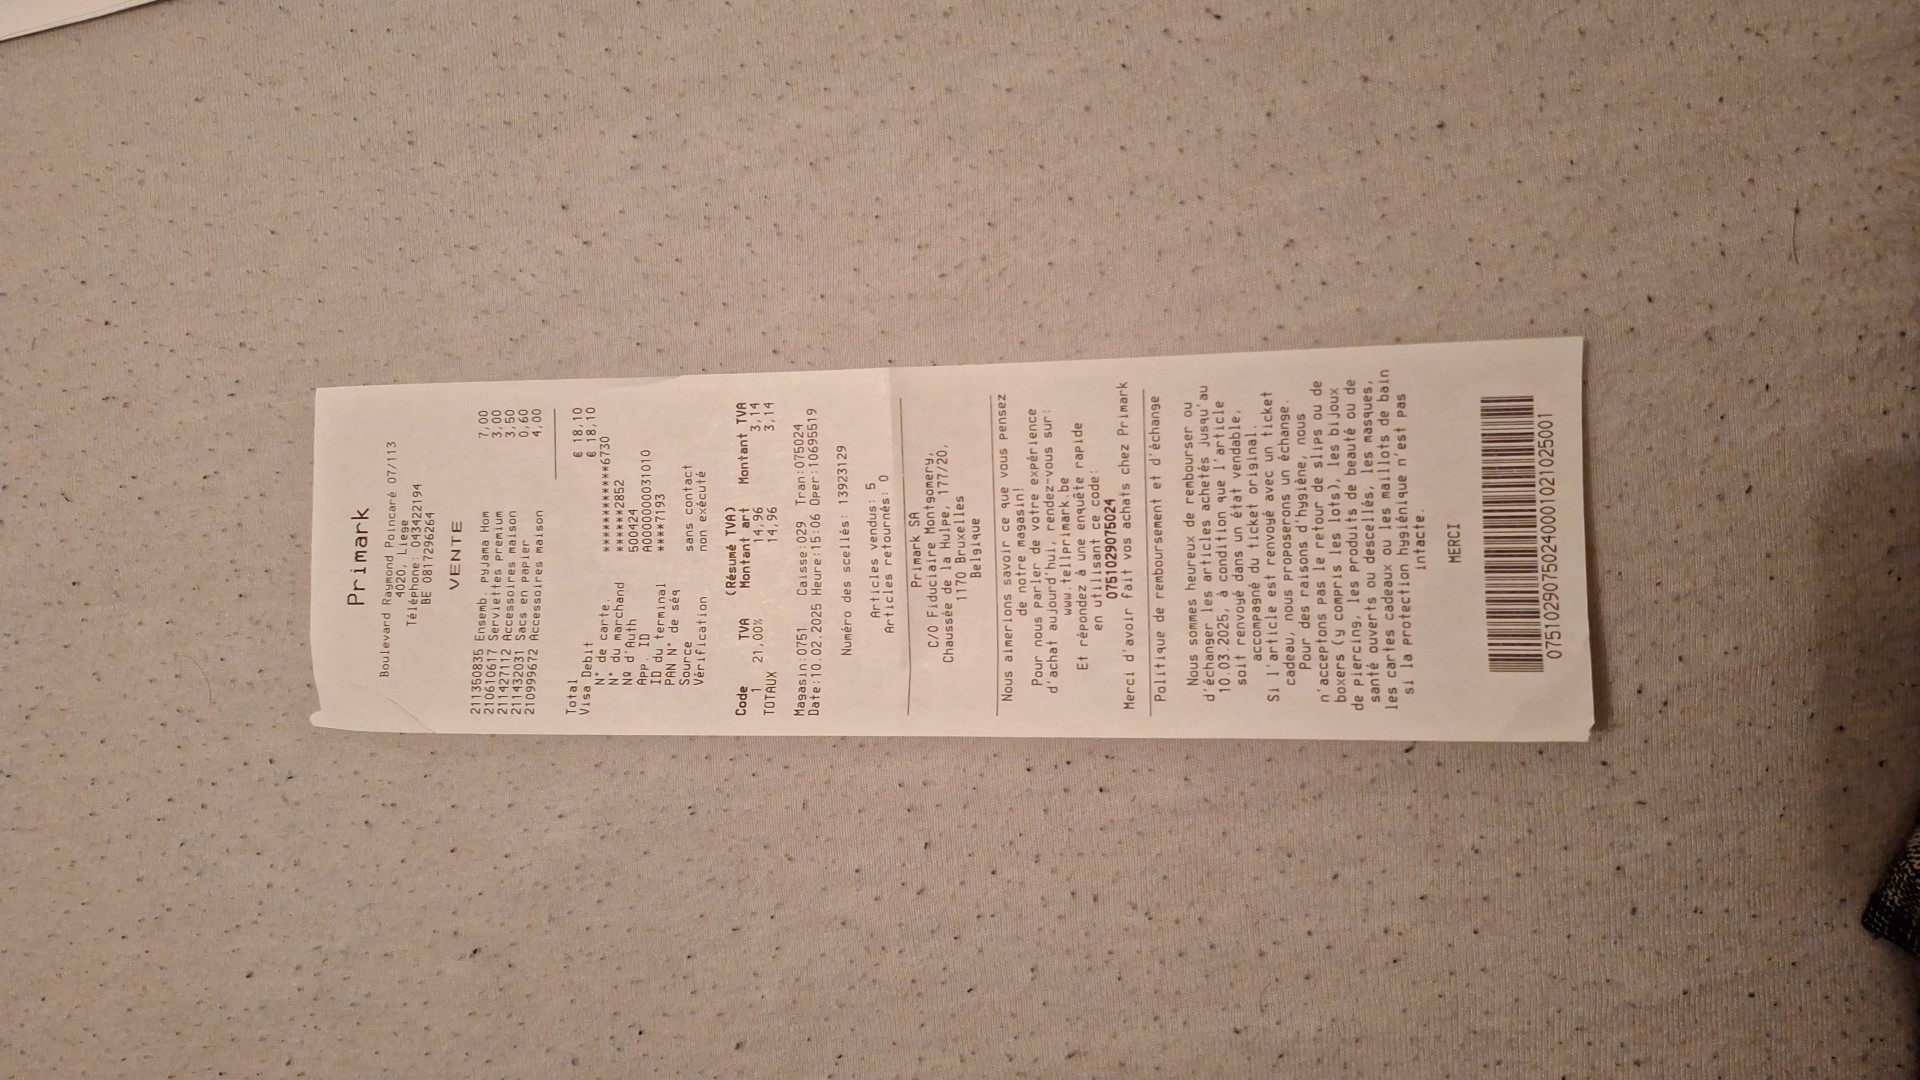 Primark
Boulevard Raymond Poincaré 07/113
4020, Liege
Téléphone: 043422194
BE 0817296264
VENTE
211350835 Ensemb. pyjama Hom 7,00
210610617 Serviettes premium 3,00
211427112 Accessoires maison 3,50
211432031 Sacs en papier 0,60
210999672 Accessoires maison 4,00
Total € 18,10
Visa Debit € 18,10
N° de carte. ************6730
N° du marchand *****2852
Nº d'Auth 500424
App. ID A0000000031010
ID du terminal ****7193
PAN N° de séq
Source sans contact
Vérification non exécuté
(Résumé TVA)
Code TVA Montant art Montant TVA
1 21,00% 14,96 3,14
TOTAUX 14,96 3,14
Magasin:0751 Caisse:029 Tran:075024
Date:10.02.2025 Heure:15:06 Oper:10695519
Numéro des scellés: 13923129
Articles vendus: 5
Articles retournés: 0
Primark SA
C/O Fiduciaire Montgomery,
Chaussée de la Hulpe, 177/20,
1170 Bruxelles
Belgique
Nous aimerions savoir ce que vous pensez
de notre magasin!
Pour nous parler de votre expérience
d'achat aujourd'hui, rendez-vous sur:
www.tellprimark.be
Et répondez à une enquête rapide
en utilisant ce code:
075102907​5024
Merci d'avoir fait vos achats chez Primark
Politique de remboursement et d'échange
Nous sommes heureux de rembourser ou
d'échanger les articles achetés jusqu'au
10.03.2025, à condition que l'article
soit renvoyé dans un état vendable,
accompagné du ticket original.
Si l'article est renvoyé avec un ticket
cadeau, nous proposerons un échange.
Pour des raisons d'hygiène, nous
n'acceptons pas le retour de slips ou de
boxers (y compris les lots), les bijoux
de piercing, les produits de beauté ou de
santé ouverts ou descellés, les masques,
les cartes cadeaux ou les maillots de bain
si la protection hygiénique n'est pas
intacte.
MERCI
07510290750240001021025001